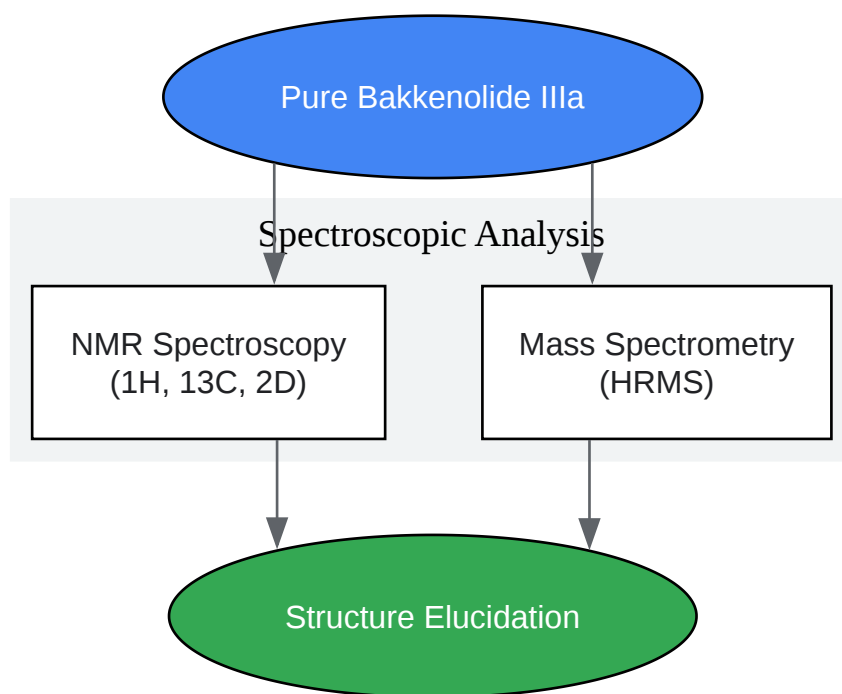 Pure Bakkenolide IIIa
Spectroscopic Analysis
NMR Spectroscopy
(1H, 13C, 2D)
Mass Spectrometry
(HRMS)
Structure Elucidation